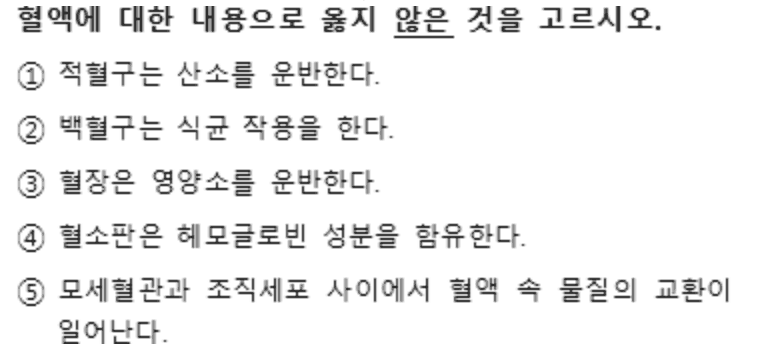 혈액에 대한 내용으로 옳지 않은 것을 고르시오.
① 적혈구는 산소를 운반한다.
② 백혈구는 식균 작용을 한다.
③ 혈장은 영양소를 운반한다.
④ 혈소판은 헤모글로빈 성분을 함유한다.
⑤ 모세혈관과 조직세포 사이에서 혈액 속 물질의 교환이
일어난다.